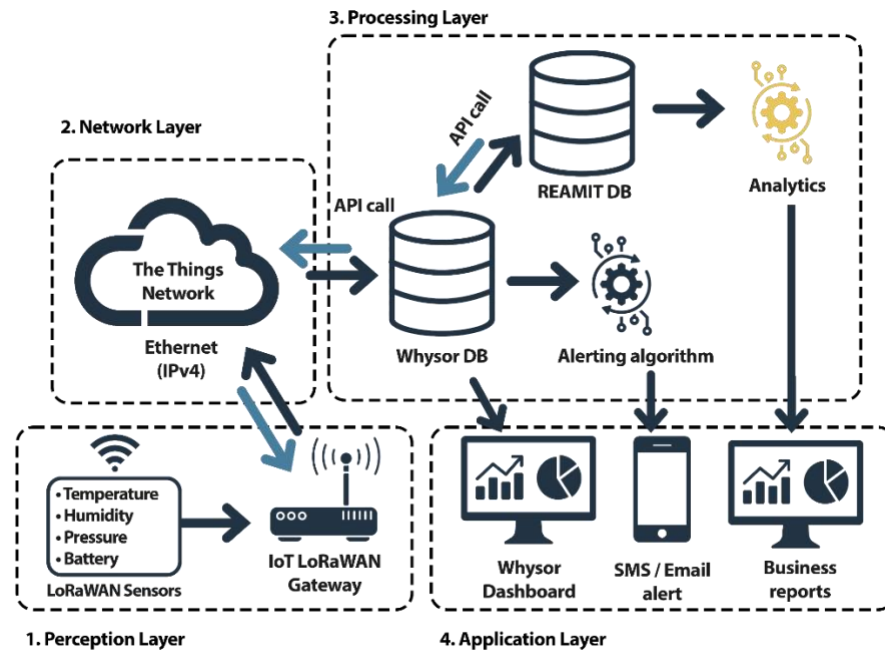 3. Processing Layer
API call
REAMIT DB
Analytics
2. Network Layer
API call
The Things
Network
Ethernet
(IPv4)
Whysor DB
Alerting algorithm
• Temperature
• Humidity
• Pressure
• Battery
LoRaWAN Sensors
IoT LoRaWAN
Gateway
Whysor
Dashboard
SMS / Email
alert
Business
reports
1. Perception Layer
4. Application Layer